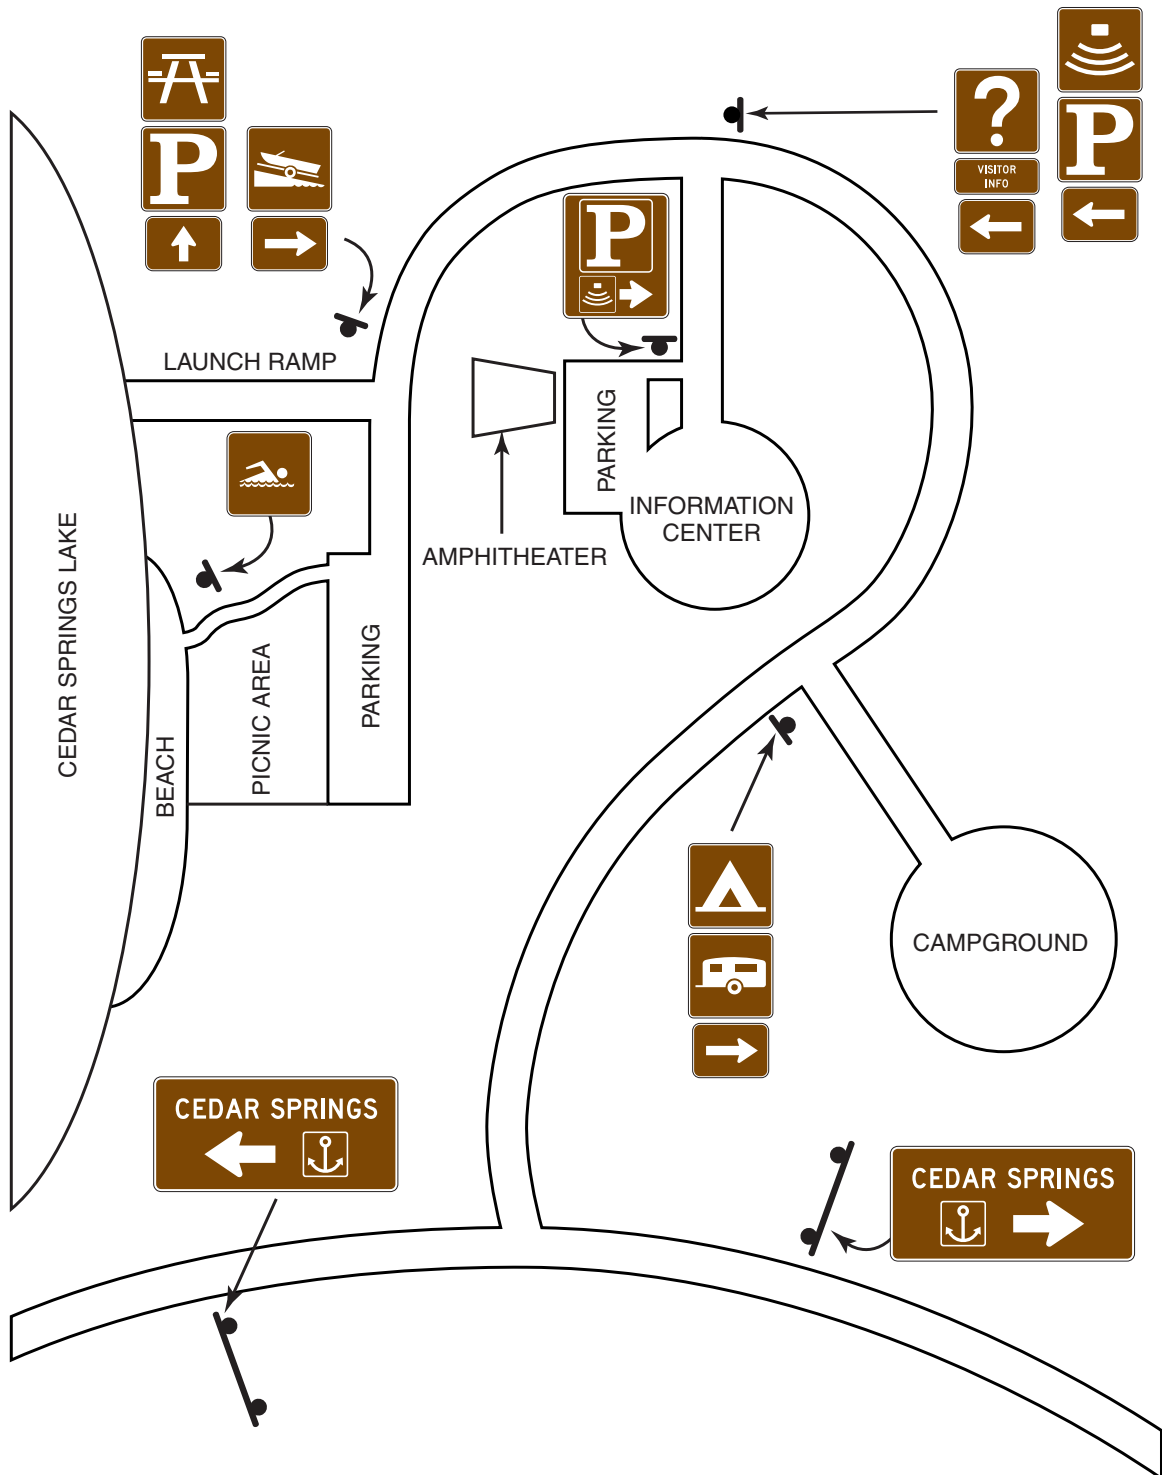 P
?
VISITOR
INFO
P
P
LAUNCH RAMP
PARKING
INFORMATION
CENTER
AMPHITHEATER
CEDAR SPRINGS LAKE
BEACH
PICNIC AREA
PARKING
CAMPGROUND
CEDAR SPRINGS
CEDAR SPRINGS